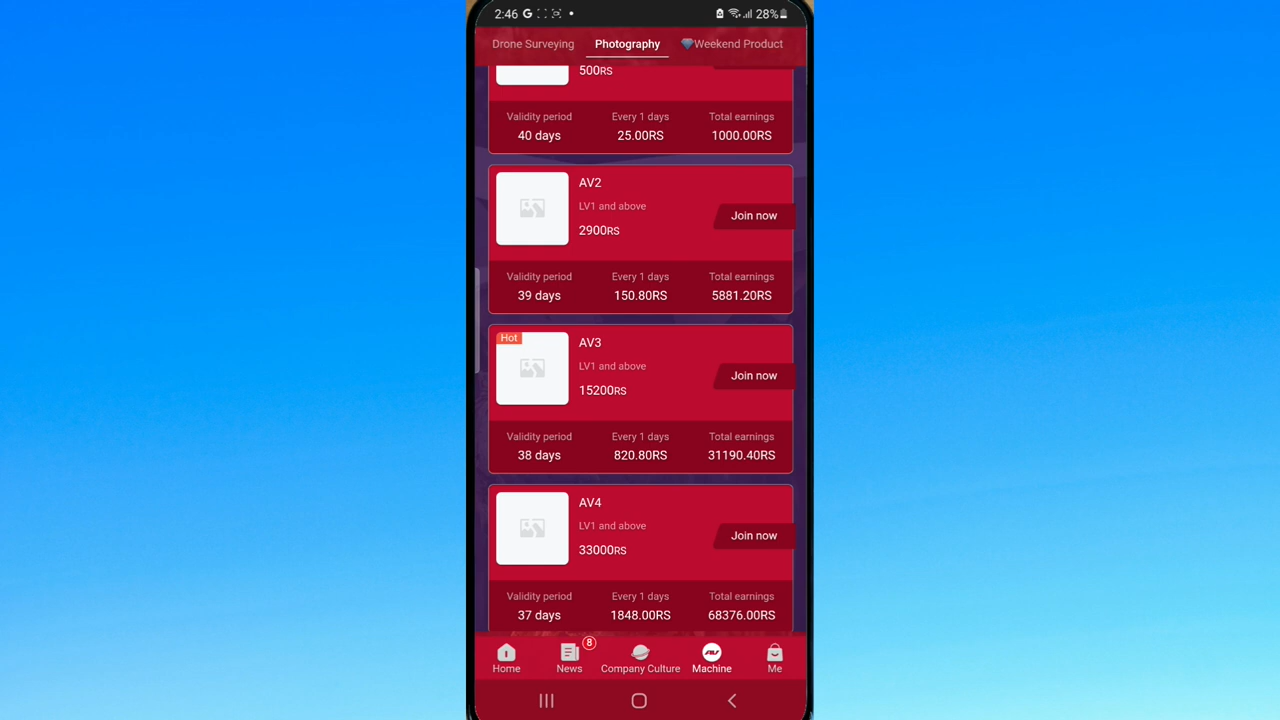 2:46 G 28%
Drone Surveying Photography 💎Weekend Product
500RS
Validity period Every 1 days Total earnings
40 days 25.00RS 1000.00RS
AV2
LV1 and above
Join now
2900RS
Validity period Every 1 days Total earnings
39 days 150.80RS 5881.20RS
Hot
AV3
LV1 and above
Join now
15200RS
Validity period Every 1 days Total earnings
38 days 820.80RS 31190.40RS
AV4
LV1 and above
Join now
33000RS
Validity period Every 1 days Total earnings
37 days 1848.00RS 68376.00RS
8
AV
Home News Company Culture Machine Me